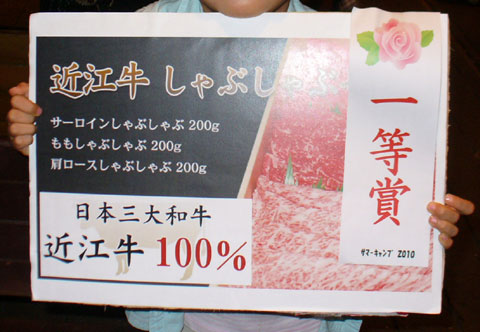 近江牛 しゃぶしゃぶ
サーロインしゃぶしゃぶ 200g
ももしゃぶしゃぶ 200g
肩ロースしゃぶしゃぶ 200g
日本三大和牛
近江牛 100%
一等賞
サマーキャンプ 2010